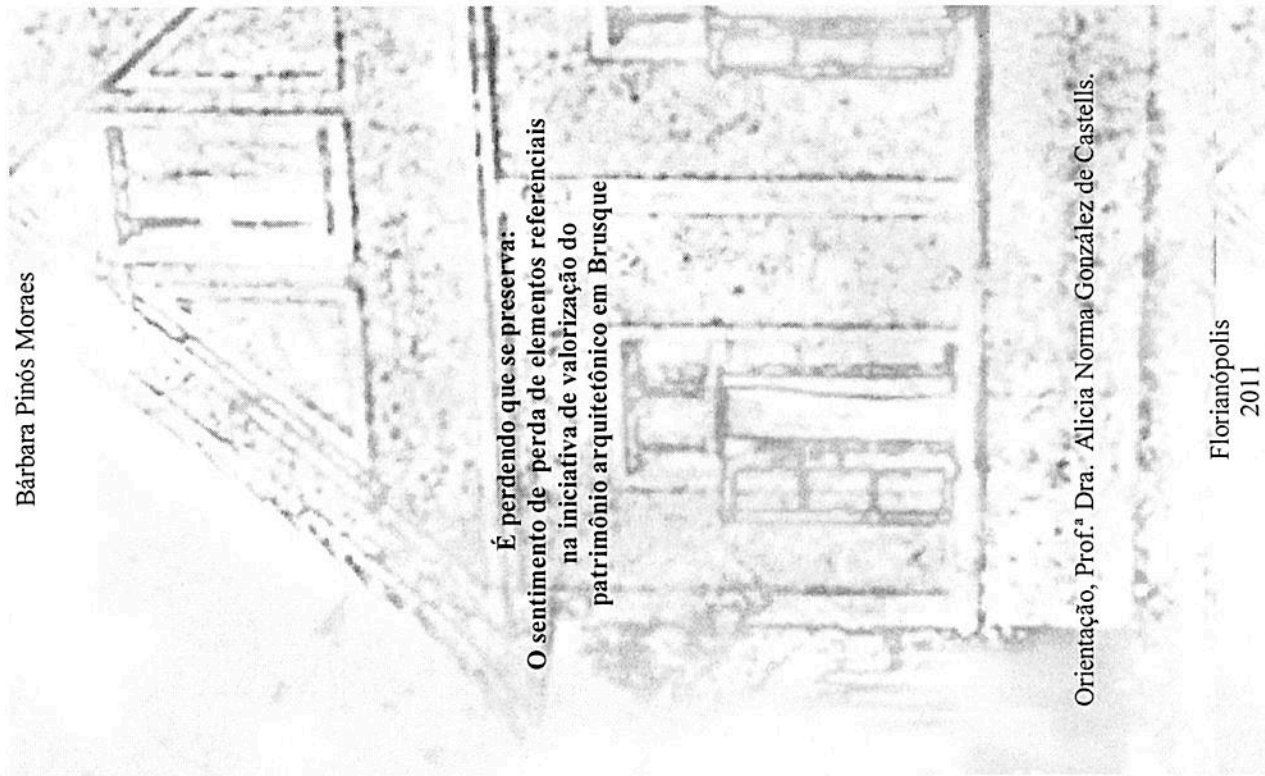 Bárbara Pinós Moraes
É perdendo que se preserva:
O sentimento de perda de elementos referenciais
na iniciativa de valorização do
patrimônio arquitetônico em Brusque
Orientação, Prof.ª Dra. Alicia Norma González de Castells.
Florianópolis
2011